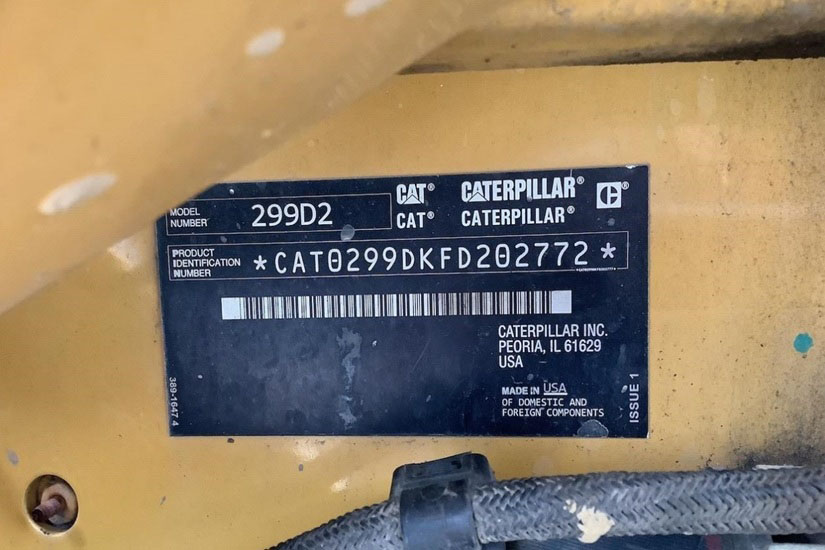 MODEL NUMBER 299D2
CAT® CATERPILLAR®
CAT® CATERPILLAR®
PRODUCT IDENTIFICATION NUMBER *CAT0299DKFD202772*
CATERPILLAR INC.
PEORIA, IL 61629
USA
MADE IN USA
OF DOMESTIC AND
FOREIGN COMPONENTS
389-1647 4
ISSUE 1